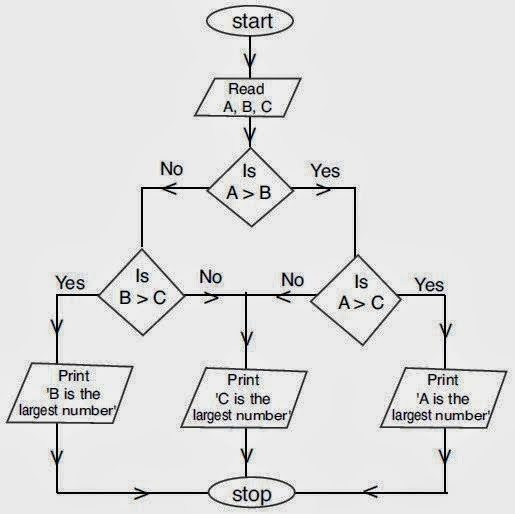 start
Read
A, B, C
Is
A > B
No
Yes
Is
B > C
Yes
No
Is
A > C
No
Yes
Print
'B is the
largest number'
Print
'C is the
largest number'
Print
'A is the
largest number'
stop